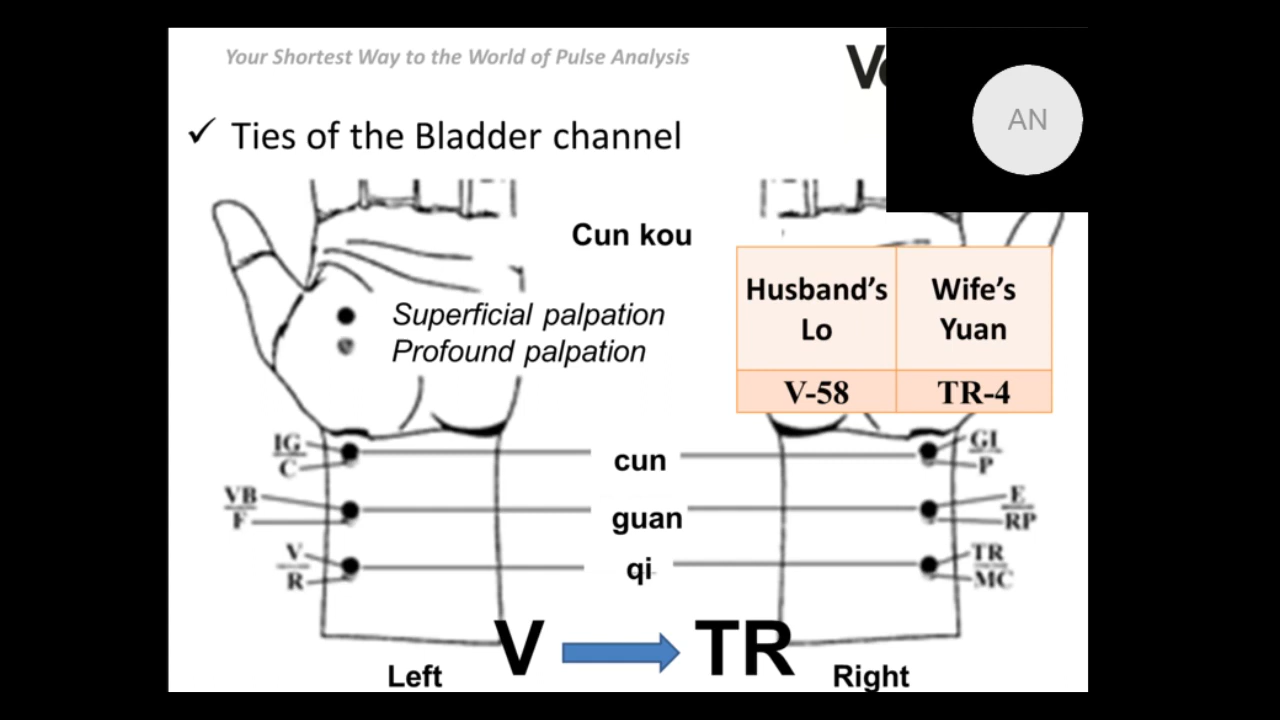 Your Shortest Way to the World of Pulse Analysis
AN
✓ Ties of the Bladder channel
Cun kou
Husband's Lo
Wife's Yuan
V-58
TR-4
Superficial palpation
Profound palpation
IG
C
cun
GI
P
VB
F
guan
E
RP
V
R
qi
TR
MC
V
TR
Left
Right